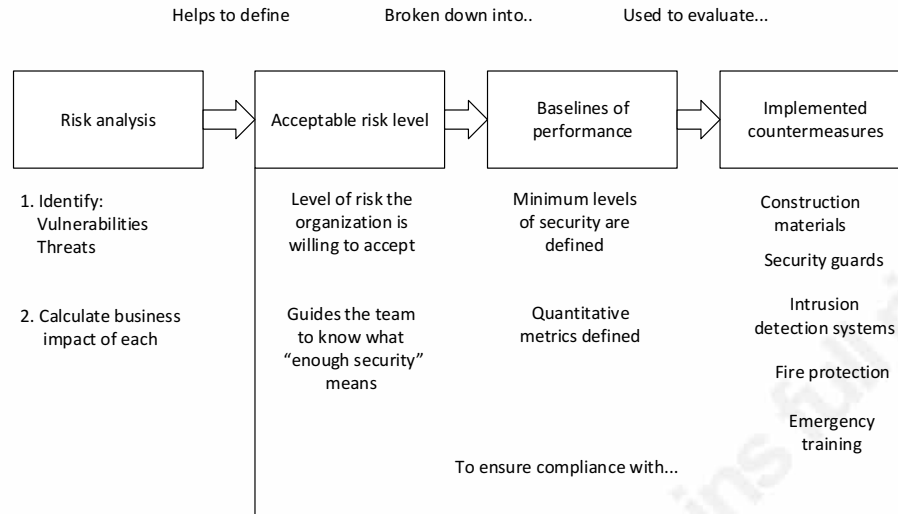 Helps to define
Broken down into..
Used to evaluate...
Risk analysis
Acceptable risk level
Baselines of
performance
Implemented
countermeasures
1. Identify:
Vulnerabilities
Threats
2. Calculate business
impact of each
Level of risk the
organization is
willing to accept
Guides the team
to know what
“enough security”
means
Minimum levels
of security are
defined
Quantitative
metrics defined
Construction
materials
Security guards
Intrusion
detection systems
Fire protection
Emergency
training
To ensure compliance with...